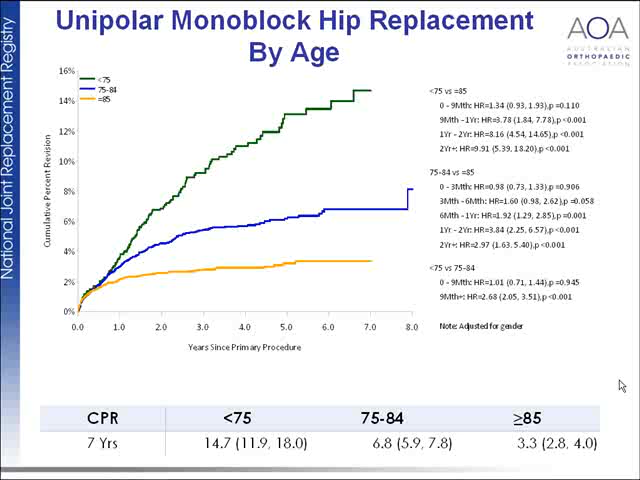 Unipolar Monoblock Hip Replacement
By Age
National Joint Replacement Registry
AOA
AUSTRALIAN
ORTHOPAEDIC
ASSOCIATION
16%
14%
12%
10%
8%
6%
4%
2%
0%
Cumulative Percent Revision
<75
75-84
=85
0.0 1.0 2.0 3.0 4.0 5.0 6.0 7.0 8.0
Years Since Primary Procedure
<75 vs =85
0 - 9Mth: HR=1.34 (0.93, 1.93),p =0.110
9Mth - 1Yr: HR=3.78 (1.84, 7.78),p <0.001
1Yr - 2Yr: HR=8.16 (4.54, 14.65),p <0.001
2Yr+: HR=9.91 (5.39, 18.20),p <0.001
75-84 vs =85
0 - 3Mth: HR=0.98 (0.73, 1.33),p =0.906
3Mth - 6Mth: HR=1.60 (0.98, 2.62),p =0.058
6Mth - 1Yr: HR=1.92 (1.29, 2.85),p =0.001
1Yr - 2Yr: HR=3.84 (2.25, 6.57),p <0.001
2Yr+: HR=2.97 (1.63, 5.40),p <0.001
<75 vs 75-84
0 - 9Mth: HR=1.01 (0.71, 1.44),p =0.945
9Mth+: HR=2.68 (2.05, 3.51),p <0.001
Note: Adjusted for gender
CPR <75 75-84 ≥85
7 Yrs 14.7 (11.9, 18.0) 6.8 (5.9, 7.8) 3.3 (2.8, 4.0)